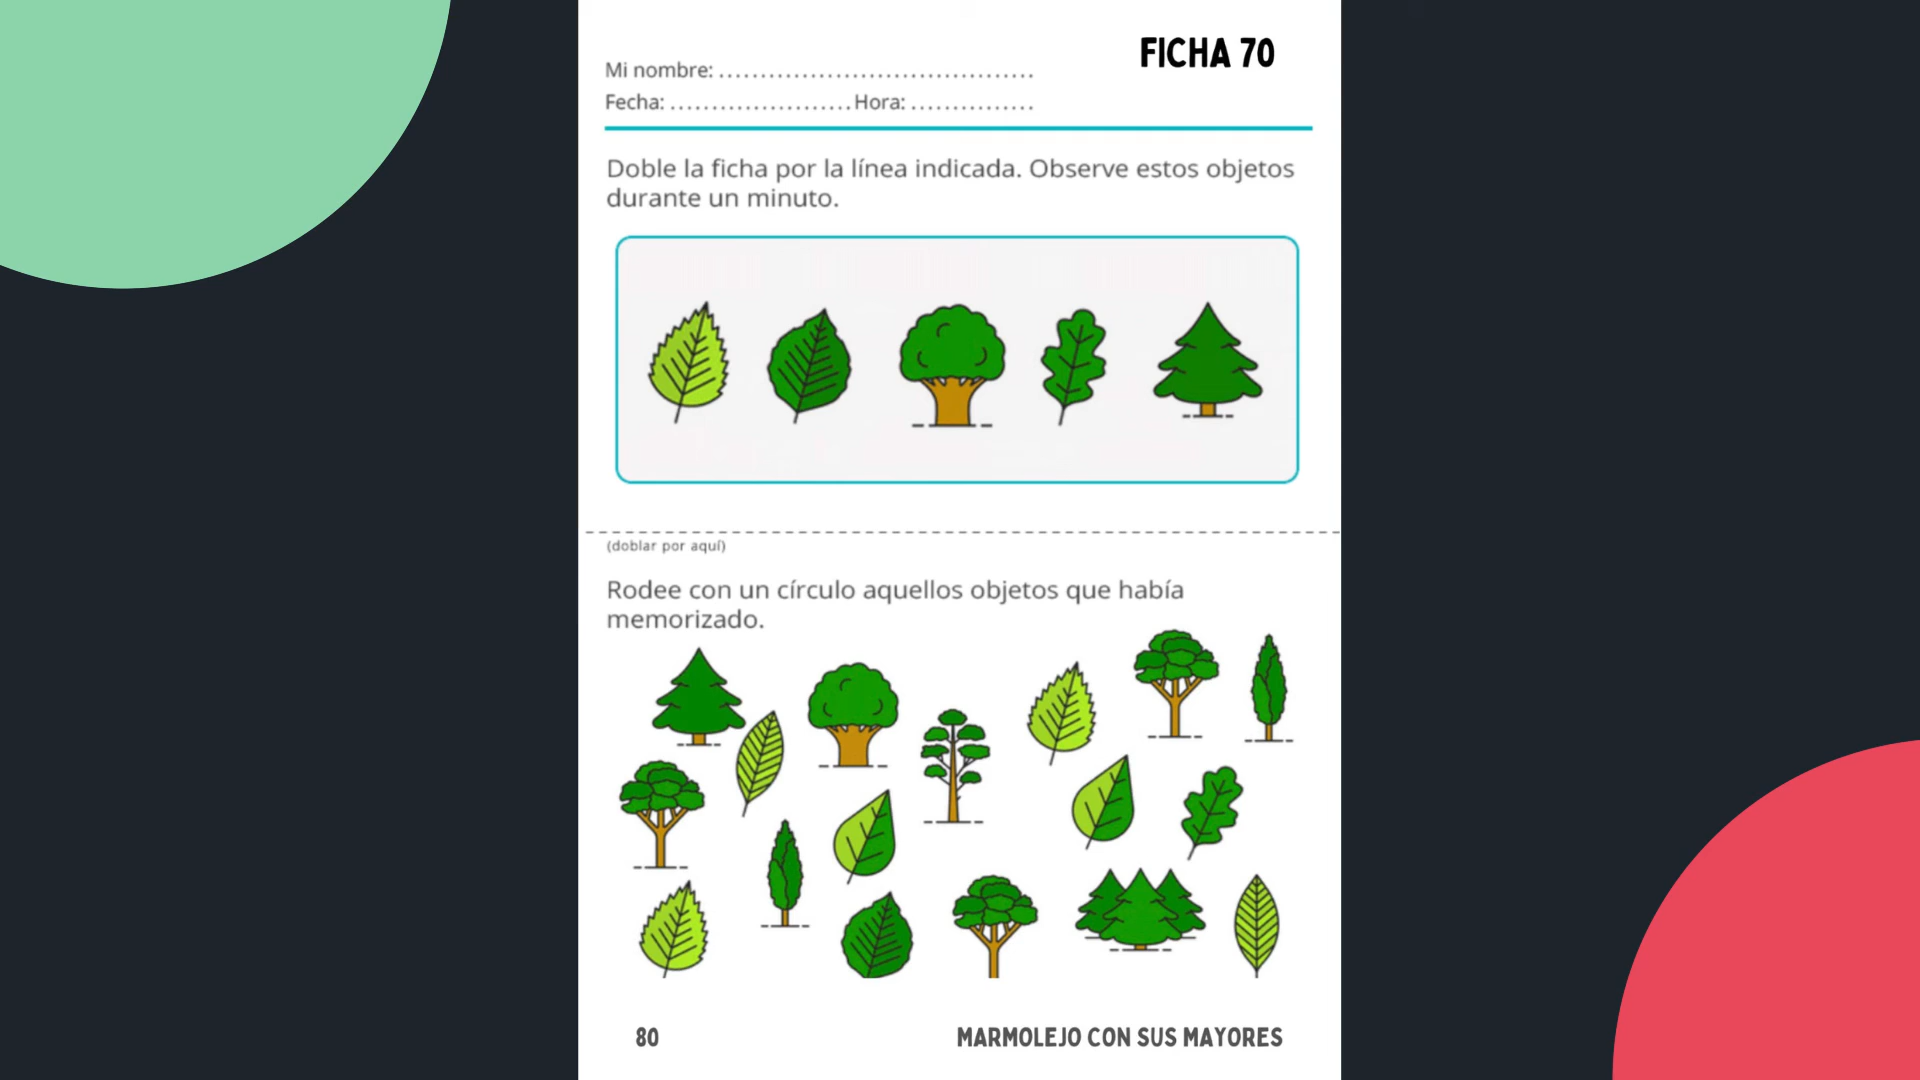 FICHA 70
Mi nombre: ......................................
Fecha: ......................Hora: ...............
Doble la ficha por la línea indicada. Observe estos objetos
durante un minuto.
(doblar por aquí)
Rodee con un círculo aquellos objetos que había
memorizado.
80
MARMOLEJO CON SUS MAYORES